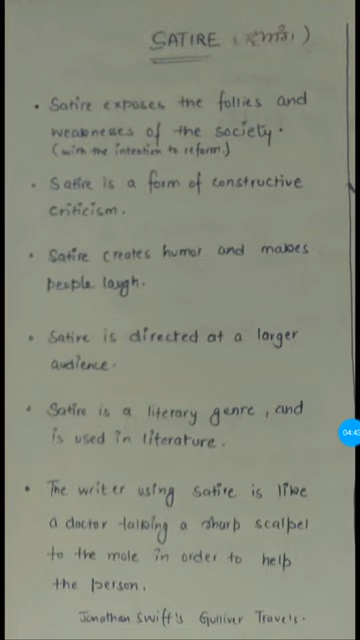 SATIRE
• Satire exposes the follies and
weaknesses of the society.
(with the intention to reform.)
• Satire is a form of constructive
criticism.
• Satire creates humor and makes
people laugh.
• Satire is directed at a larger
audience.
• Satire is a literary genre, and
is used in literature.
• The writer using satire is like
a doctor talking a sharp scalpel
to the mole in order to help
the person.
Jonathan Swift's Gulliver Travels.
04:43